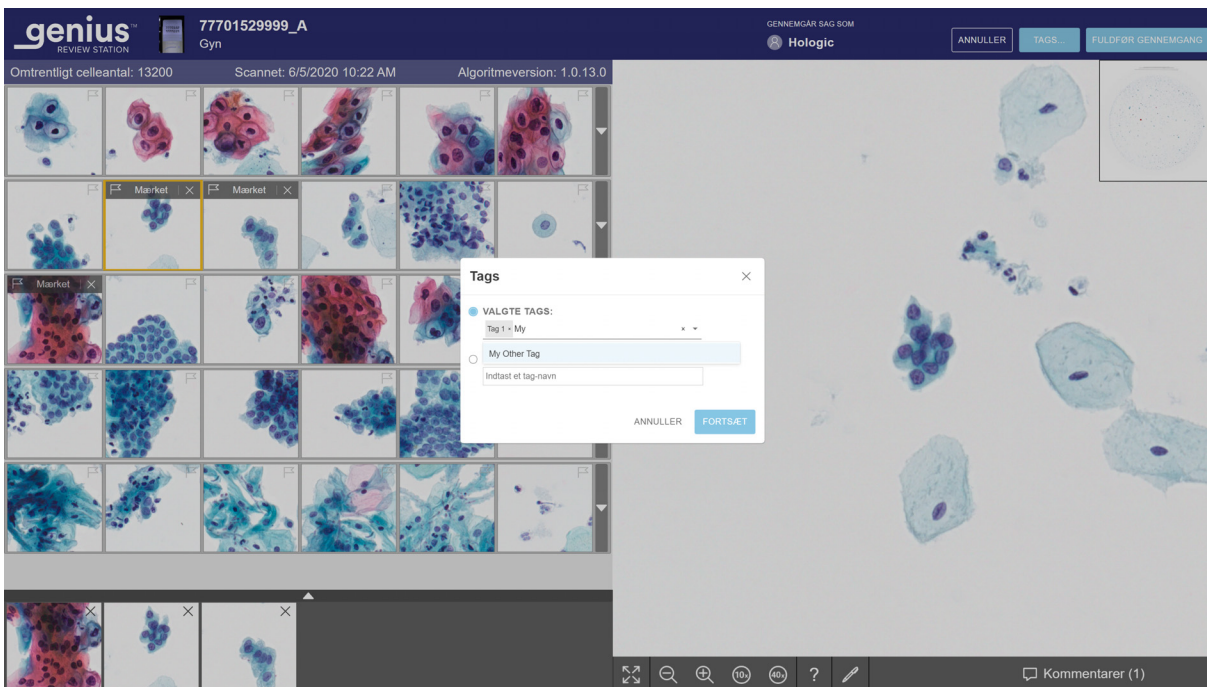 genius™
REVIEW STATION
77701529999_A
Gyn
GENNEMGÅR SAG SOM
Hologic
ANNULLER
TAGS...
FULDFØR GENNEMGANG
Omtrentligt celleantal: 13200
Scannet: 6/5/2020 10:22 AM
Algoritmeversion: 1.0.13.0
Mærket
Mærket
Mærket
Tags
VALGTE TAGS:
Tag 1 × My
My Other Tag
Indtast et tag-navn
ANNULLER
FORTSÆT
10x
40x
?
Kommentarer (1)